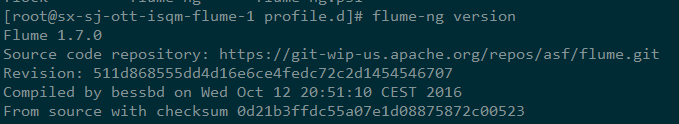 [root@sx-sj-ott-isqm-flume-1 profile.d]# flume-ng version
Flume 1.7.0
Source code repository: https://git-wip-us.apache.org/repos/asf/flume.git
Revision: 511d868555dd4d16e6ce4fedc72c2d1454546707
Compiled by bessbd on Wed Oct 12 20:51:10 CEST 2016
From source with checksum 0d21b3ffdc55a07e1d08875872c00523